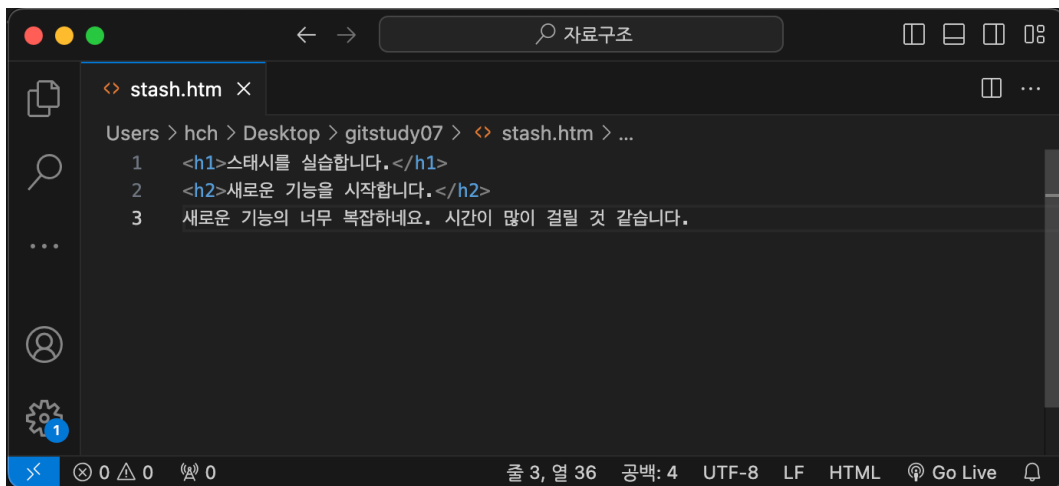 자료구조
stash.htm
Users > hch > Desktop > gitstudy07 > <> stash.htm > ...
1 <h1>스태시를 실습합니다.</h1>
2 <h2>새로운 기능을 시작합니다.</h2>
3 새로운 기능의 너무 복잡하네요. 시간이 많이 걸릴 것 같습니다.
1
0 0 0 줄 3, 열 36 공백: 4 UTF-8 LF HTML Go Live